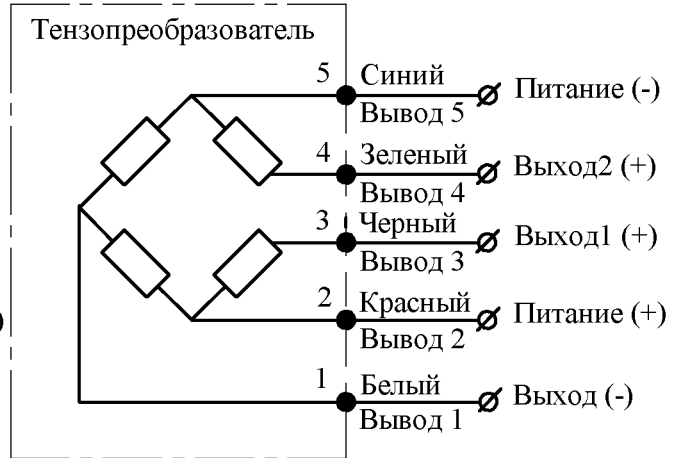 Тензопреобразователь
5 Синий
Питание (-)
Вывод 5
4 Зеленый
Выход2 (+)
Вывод 4
3 Черный
Выход1 (+)
Вывод 3
2 Красный
Питание (+)
Вывод 2
1 Белый
Выход (-)
Вывод 1